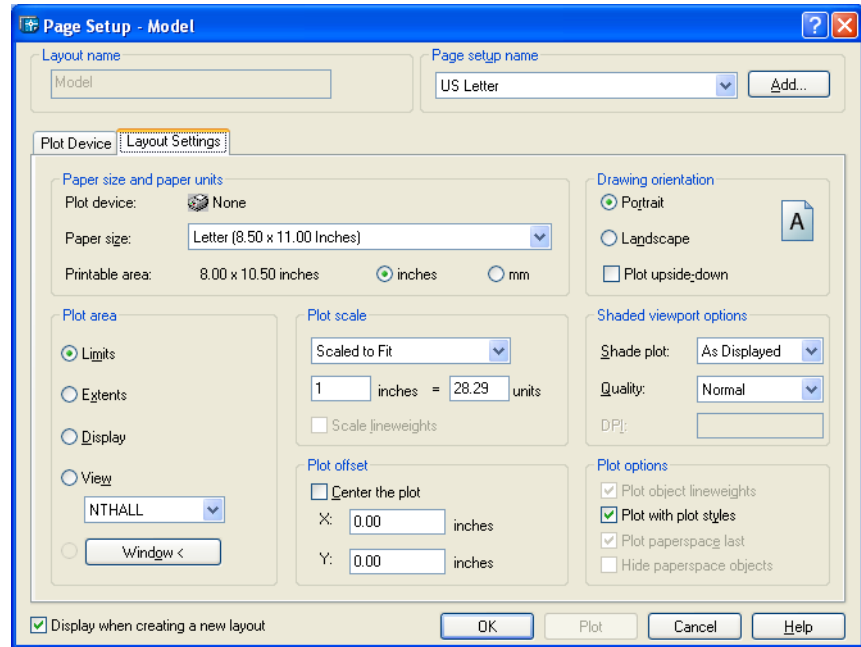 Page Setup - Model
Layout name
Model
Page setup name
US Letter
Add...
Plot Device
Layout Settings
Paper size and paper units
Plot device:
None
Paper size:
Letter (8.50 x 11.00 Inches)
Printable area:
8.00 x 10.50 inches
inches
mm
Drawing orientation
Portrait
Landscape
Plot upside-down
A
Plot area
Limits
Extents
Display
View
NTHALL
Window <
Plot scale
Scaled to Fit
1 inches = 28.29 units
Scale lineweights
Plot offset
Center the plot
X: 0.00 inches
Y: 0.00 inches
Shaded viewport options
Shade plot: As Displayed
Quality: Normal
DPI:
Plot options
Plot object lineweights
Plot with plot styles
Plot paperspace last
Hide paperspace objects
Display when creating a new layout
OK
Plot
Cancel
Help